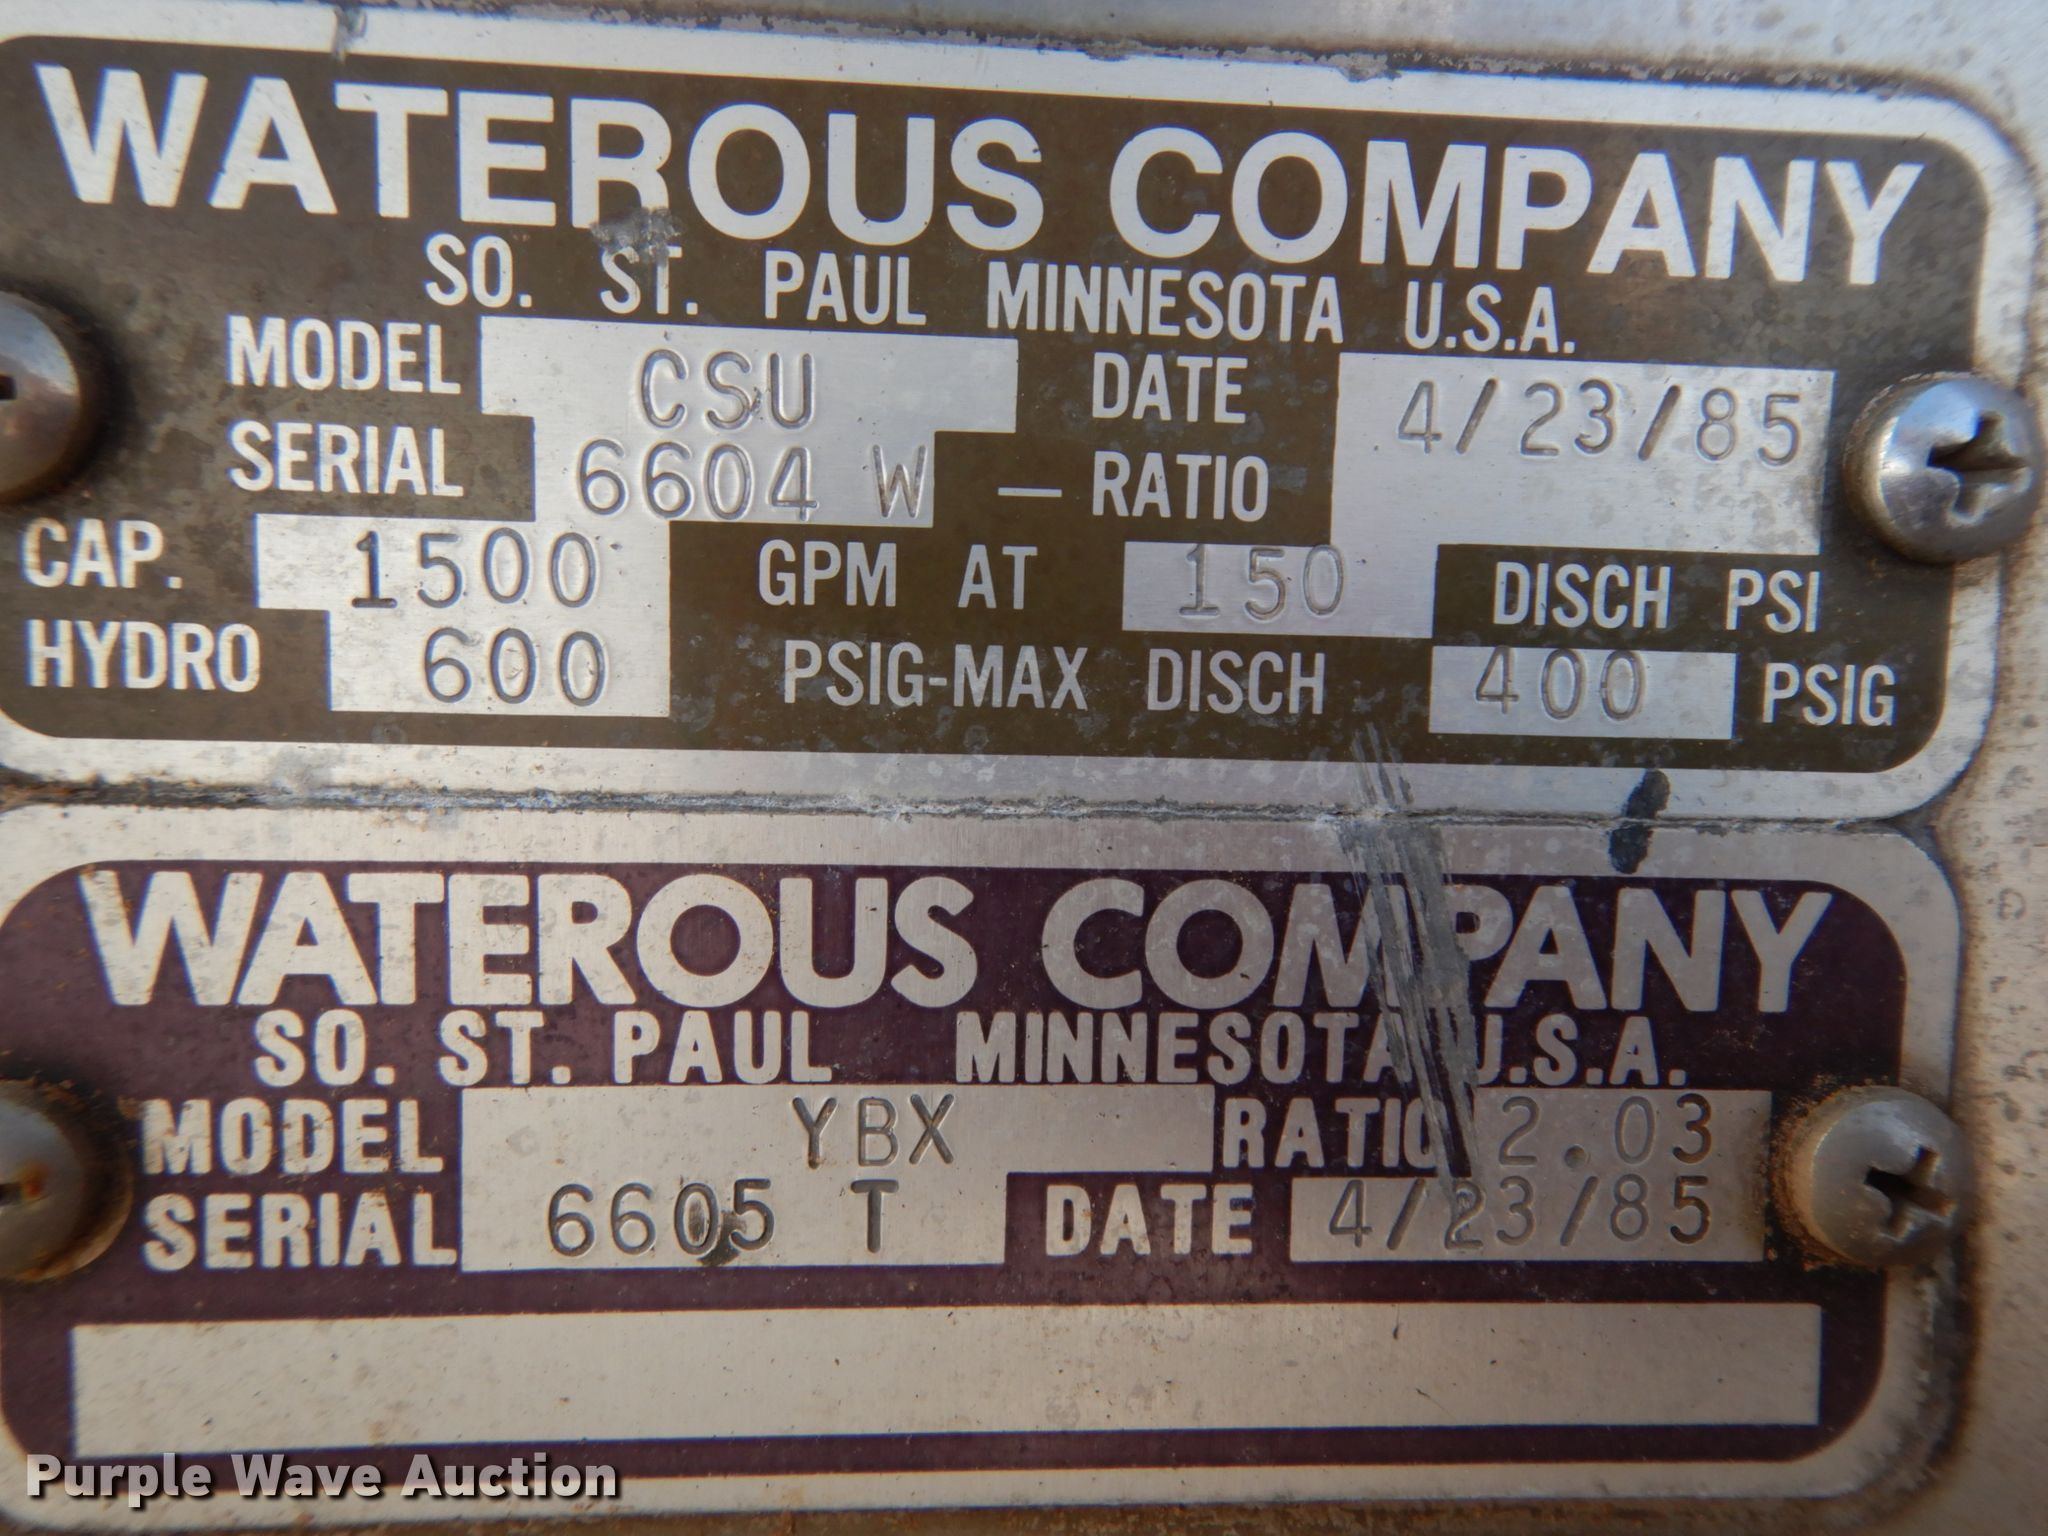 WATEROUS COMPANY
SO. ST. PAUL MINNESOTA U.S.A.
MODEL CSU DATE 4/23/85
SERIAL 6604 W — RATIO
CAP. 1500 GPM AT 150 DISCH PSI
HYDRO 600 PSIG-MAX DISCH 400 PSIG
WATEROUS COMPANY
SO. ST. PAUL MINNESOTA U.S.A.
MODEL YBX RATIO 2.03
SERIAL 6605 T DATE 4/23/85
Purple Wave Auction